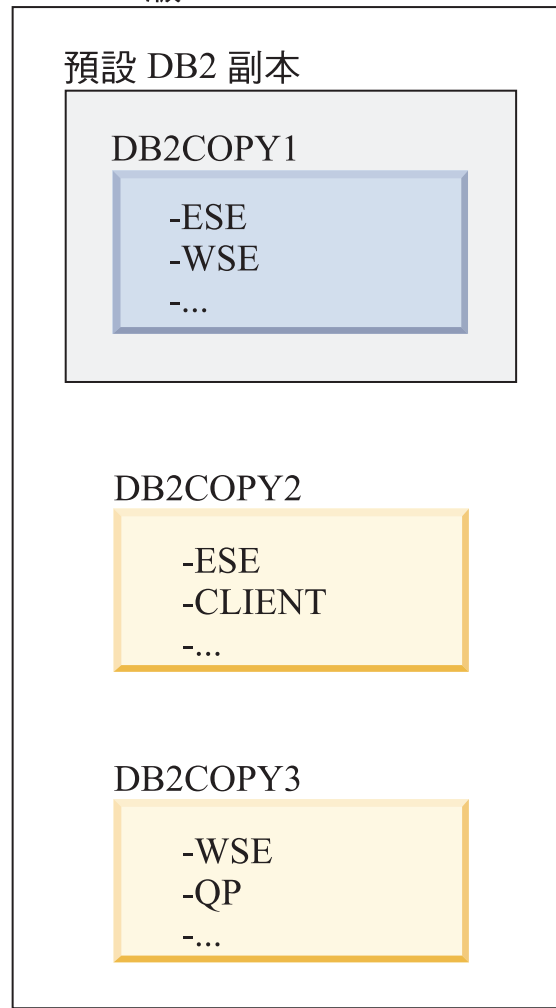 預設 DB2 副本
DB2COPY1
-ESE
-WSE
-...
DB2COPY2
-ESE
-CLIENT
-...
DB2COPY3
-WSE
-QP
-...